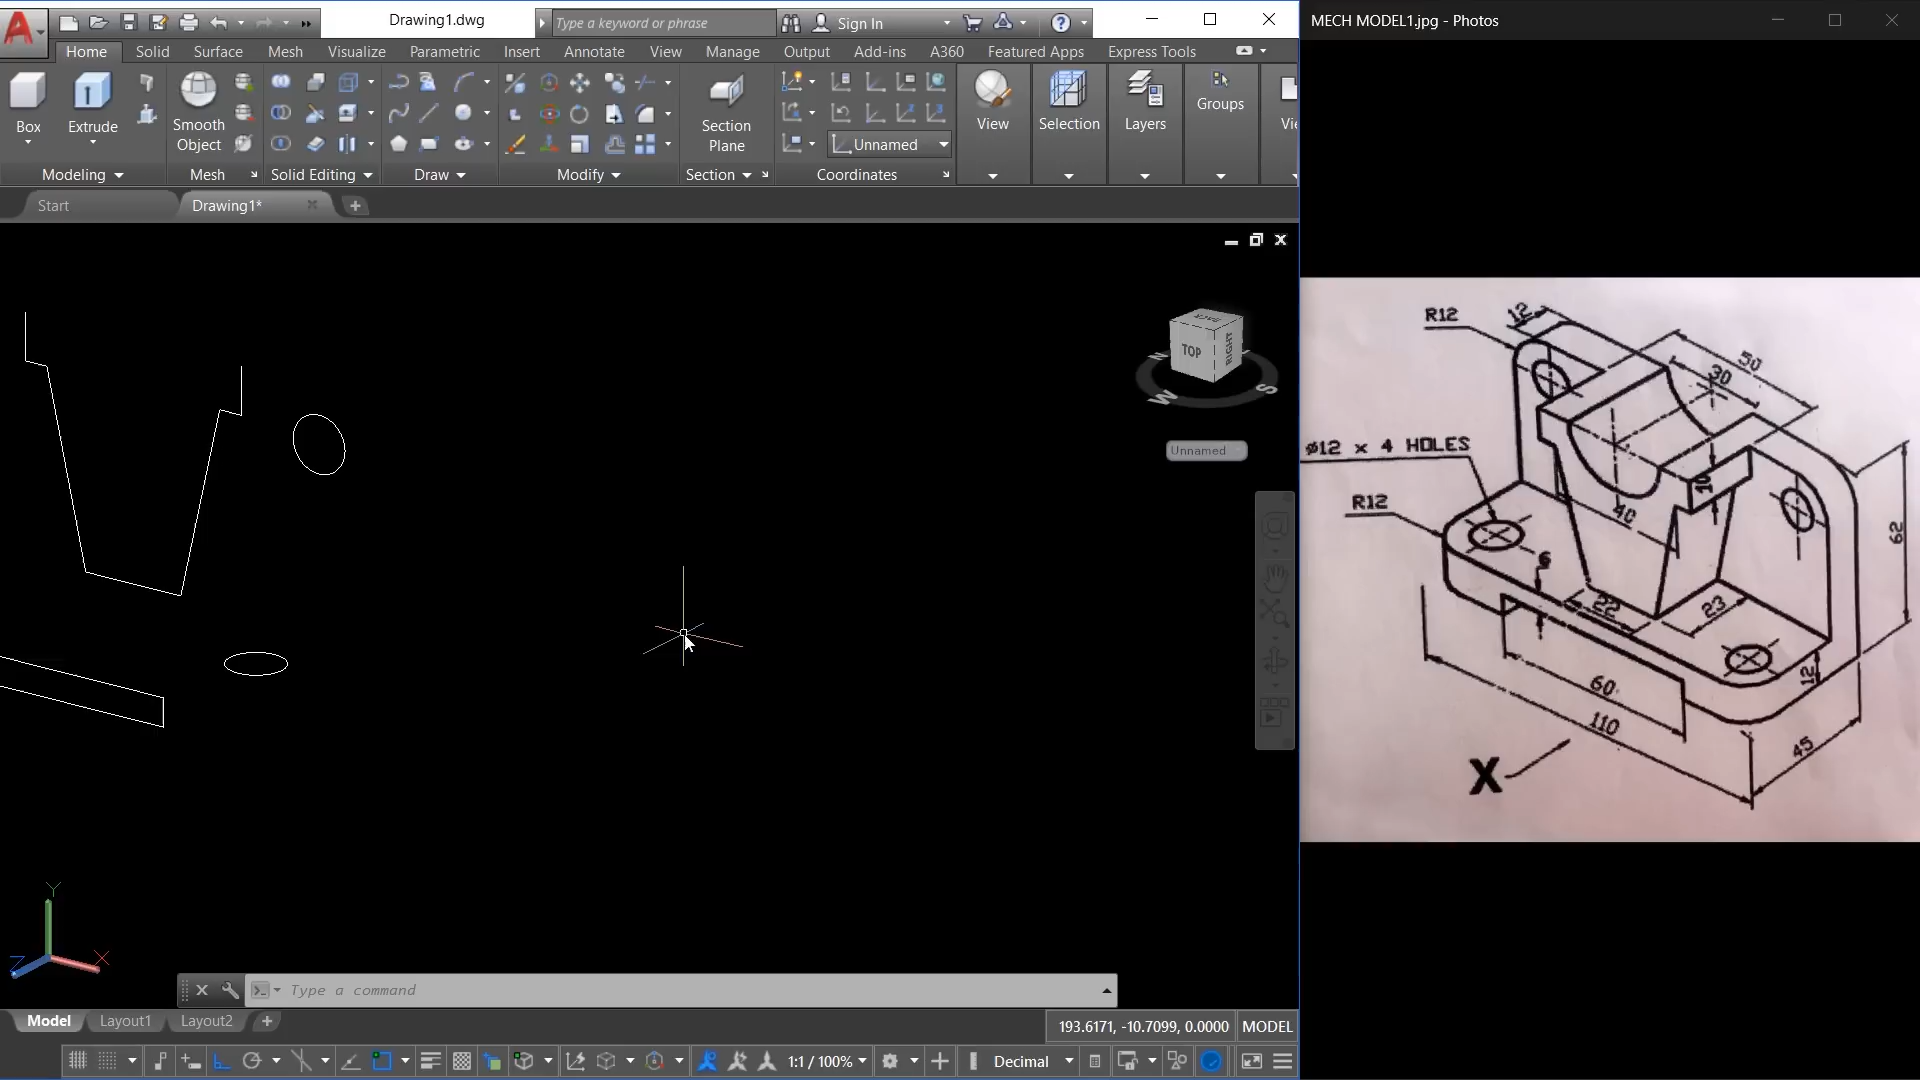 Drawing1.dwg
Type a keyword or phrase
Sign In
MECH MODEL1.jpg - Photos
Home Solid Surface Mesh Visualize Parametric Insert Annotate View Manage Output Add-ins A360 Featured Apps Express Tools
Box
Extrude
Smooth
Object
Section
Plane
Unnamed
View
Selection
Layers
Groups
Modeling
Mesh
Solid Editing
Draw
Modify
Section
Coordinates
Start
Drawing1*
TOP
RIGHT
BACK
W
S
N
Unnamed
R12
12
50
30
Ø12 x 4 HOLES
R12
10
40
62
6
22
23
12
60
110
45
X
Y
Z
X
Type a command
Model
Layout1
Layout2
193.6171, -10.7099, 0.0000
MODEL
1:1 / 100%
Decimal